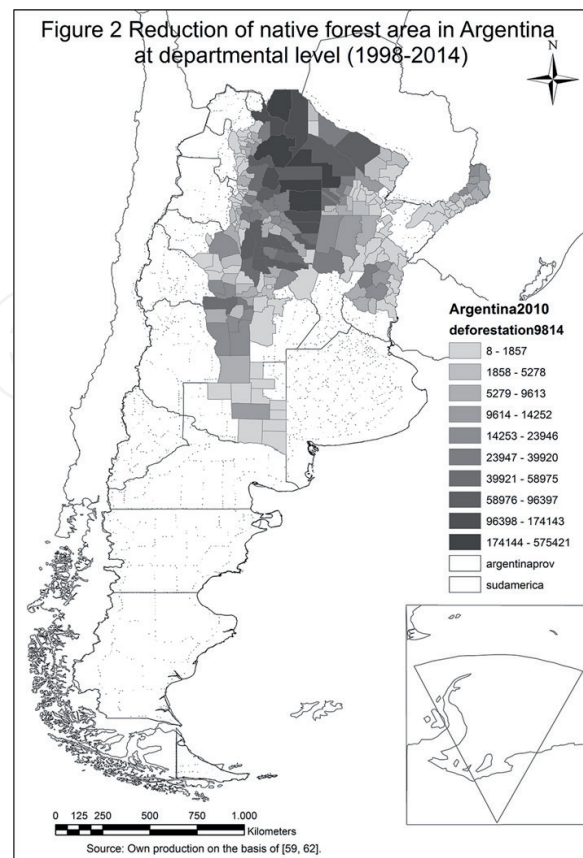 Figure 2 Reduction of native forest area in Argentina
at departmental level (1998-2014)
N
Argentina2010
deforestation9814
8 - 1857
1858 - 5278
5279 - 9613
9614 - 14252
14253 - 23946
23947 - 39920
39921 - 58975
58976 - 96397
96398 - 174143
174144 - 575421
argentinaprov
sudamerica
0 125 250 500 750 1.000
Kilometers
Source: Own production on the basis of [59, 62].